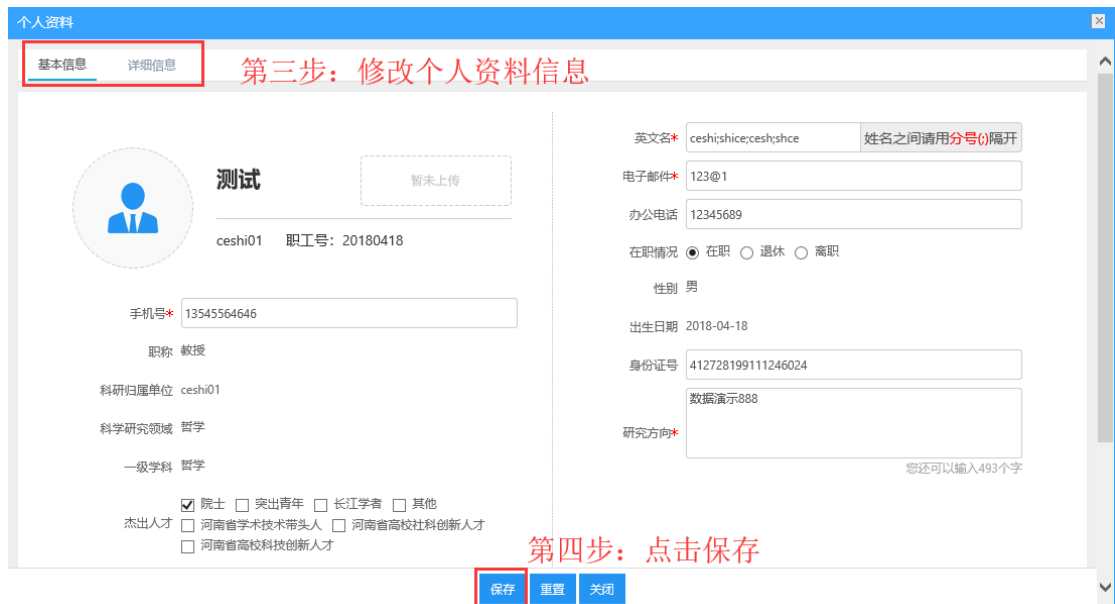 个人资料
基本信息 详细信息
第三步：修改个人资料信息
测试
暂未上传
ceshi01 职工号：20180418
手机号* 13545564646
职称 教授
科研归属单位 ceshi01
科学研究领域 哲学
一级学科 哲学
杰出人才
院士 突出青年 长江学者 其他
河南省学术技术带头人 河南省高校社科创新人才
河南省高校科技创新人才
英文名* ceshi;shice;cesh;shce 姓名之间请用分号(;)隔开
电子邮件* 123@1
办公电话 12345689
在职情况 在职 退休 离职
性别 男
出生日期 2018-04-18
身份证号 412728199111246024
研究方向* 数据演示888
您还可以输入493个字
第四步：点击保存
保存 重置 关闭